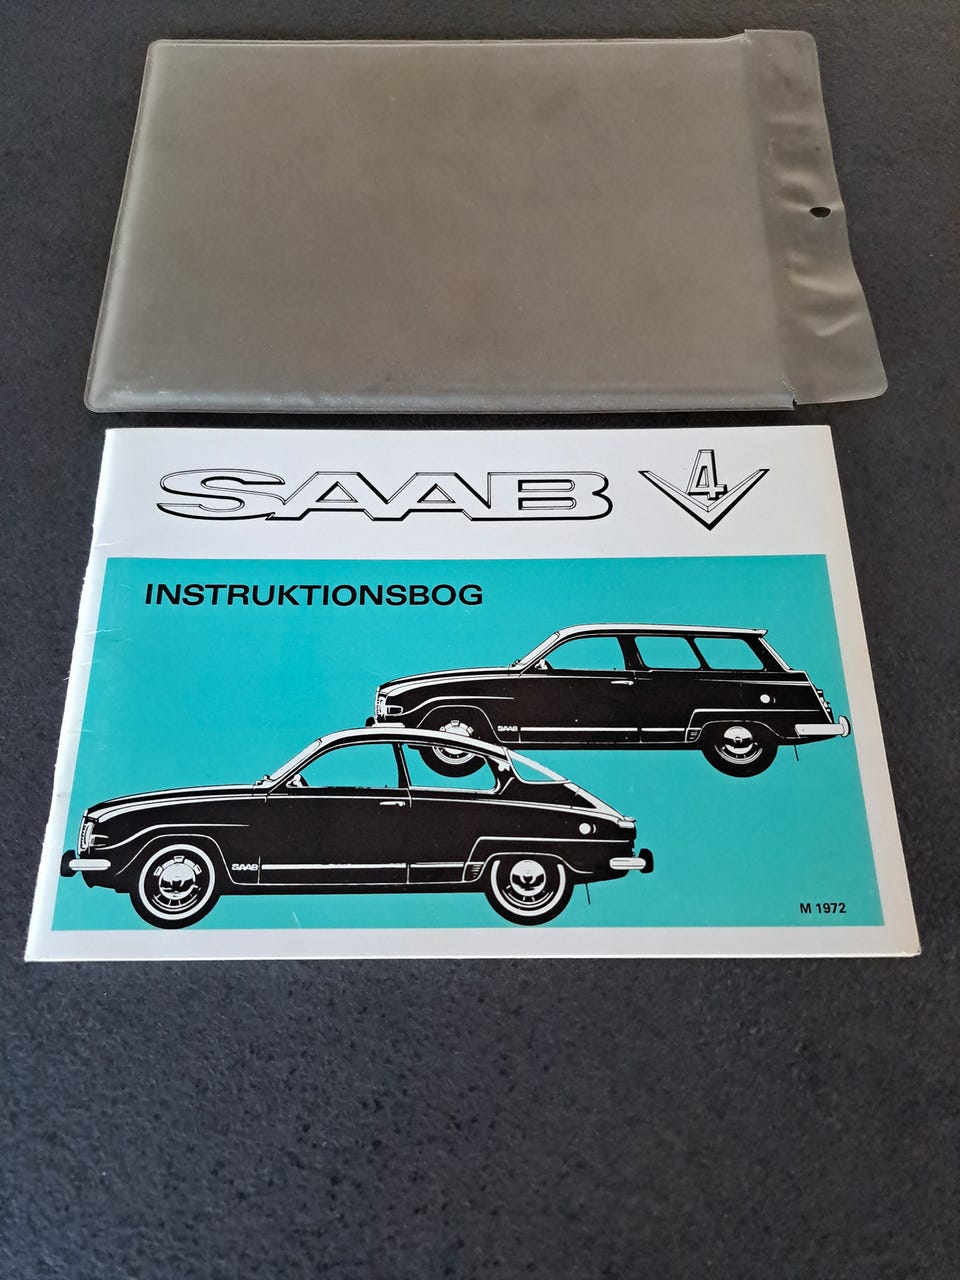 SAAB V4
INSTRUKTIONSBOG
SAAB
SAAB
M 1972